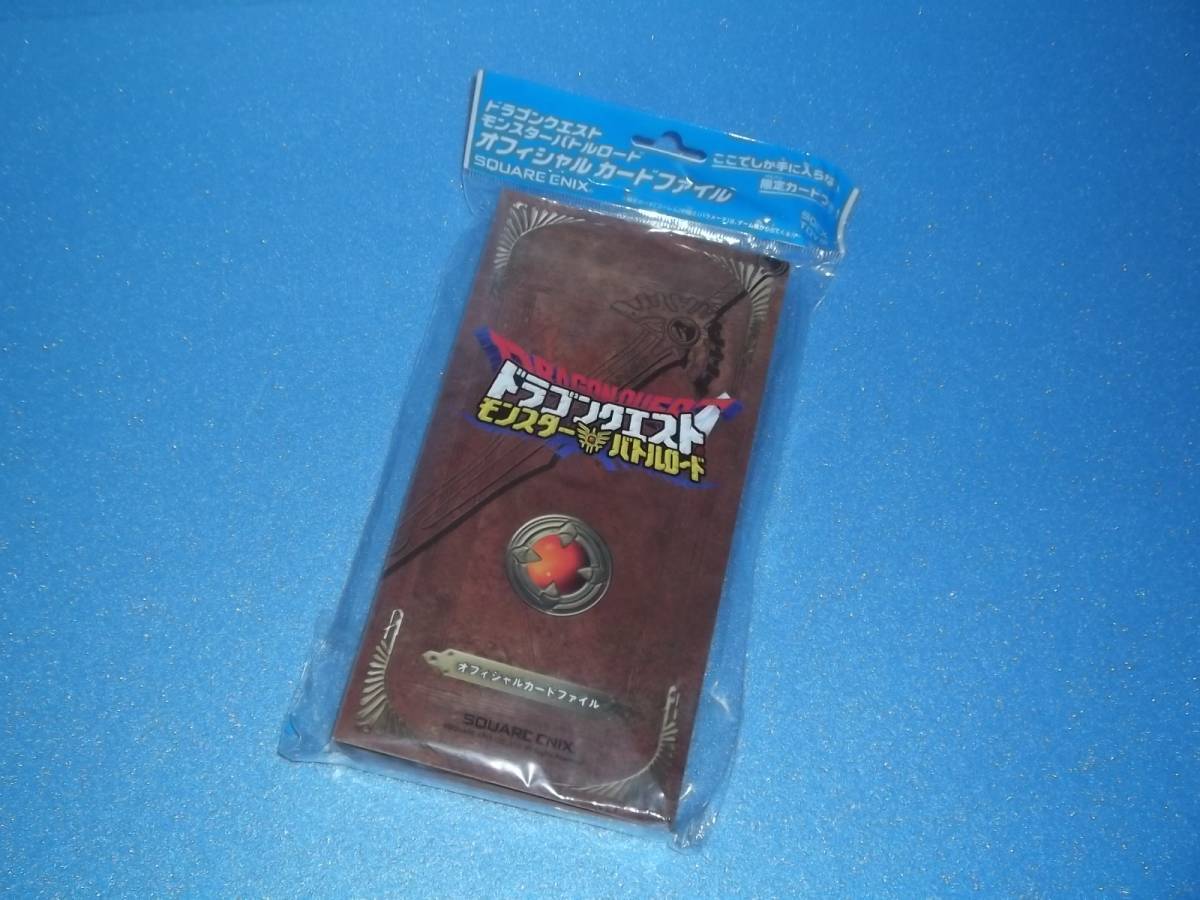 ドラゴンクエスト
モンスターバトルロード
オフィシャル カードファイル
SQUARE ENIX
ここでしか手に入らな
限定カードつ
DRAGON QUEST
ドラゴンクエスト
モンスター バトルロード
オフィシャルカードファイル
SQUARE ENIX